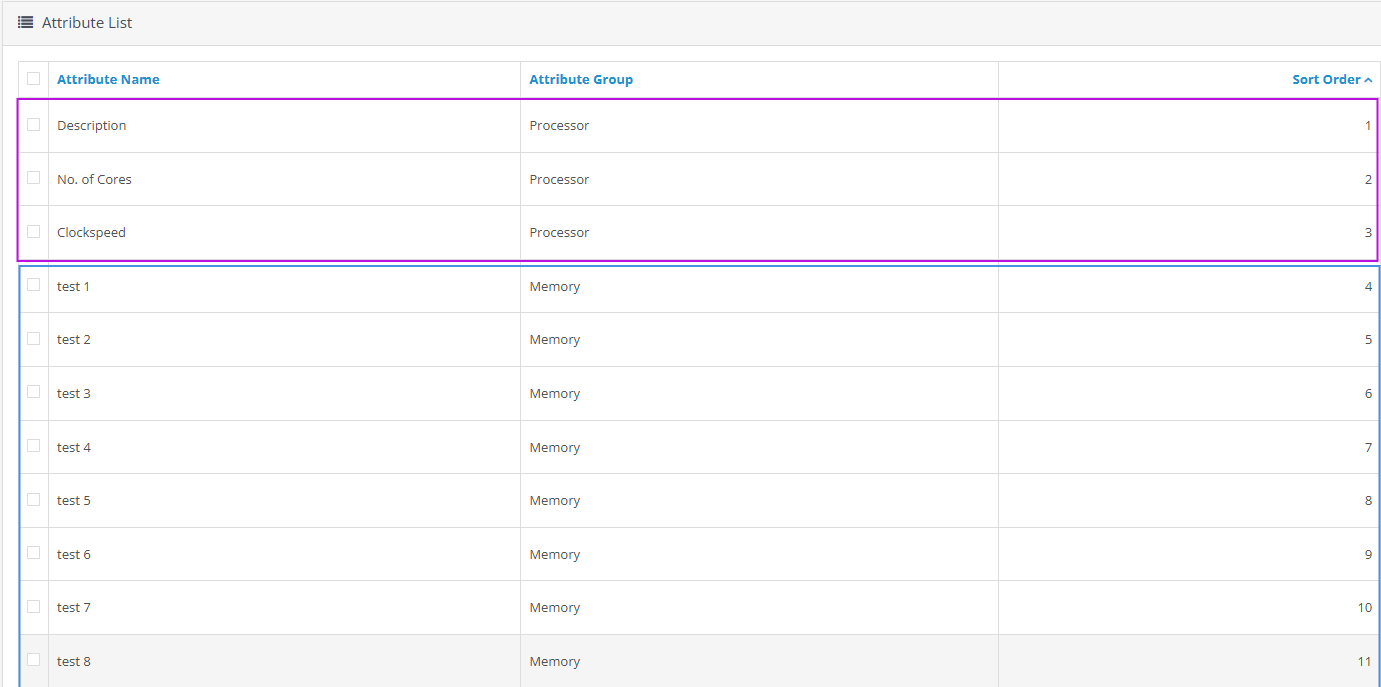 Attribute List
Attribute Name Attribute Group Sort Order
Description Processor 1
No. of Cores Processor 2
Clockspeed Processor 3
test 1 Memory 4
test 2 Memory 5
test 3 Memory 6
test 4 Memory 7
test 5 Memory 8
test 6 Memory 9
test 7 Memory 10
test 8 Memory 11